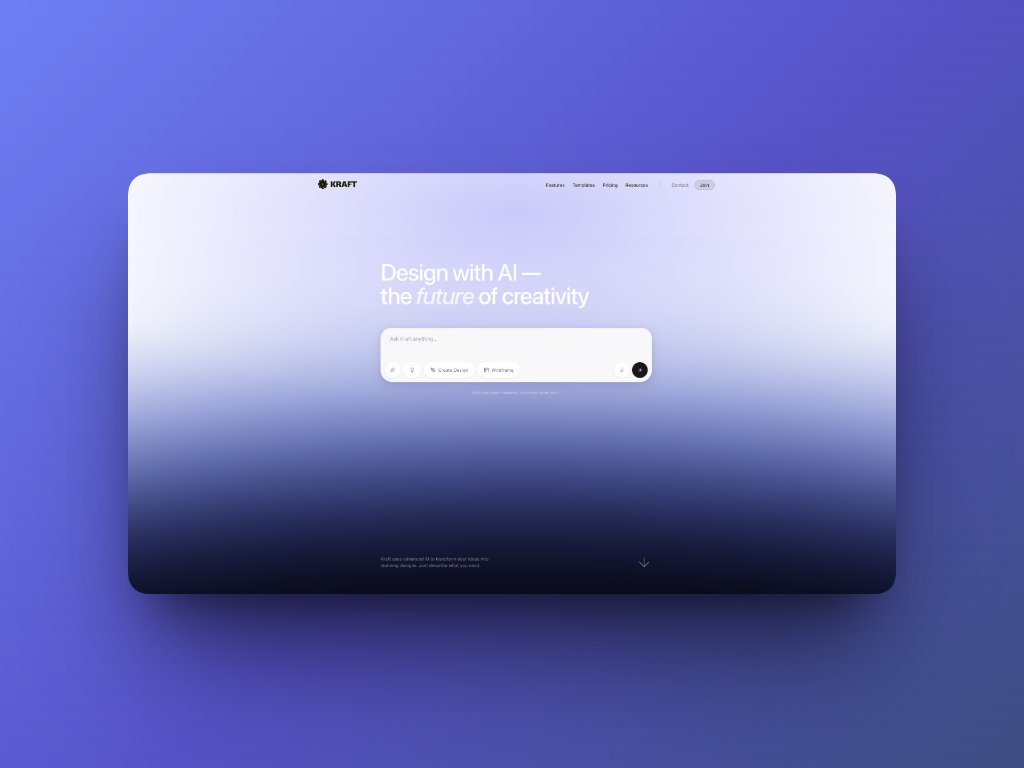 KRAFT
Features Templates Pricing Resources Contact Join
Design with AI —
the future of creativity
Ask Kraft anything...
Create Design Wireframe
Kraft uses advanced AI to transform your ideas into
stunning designs. Just describe what you need.